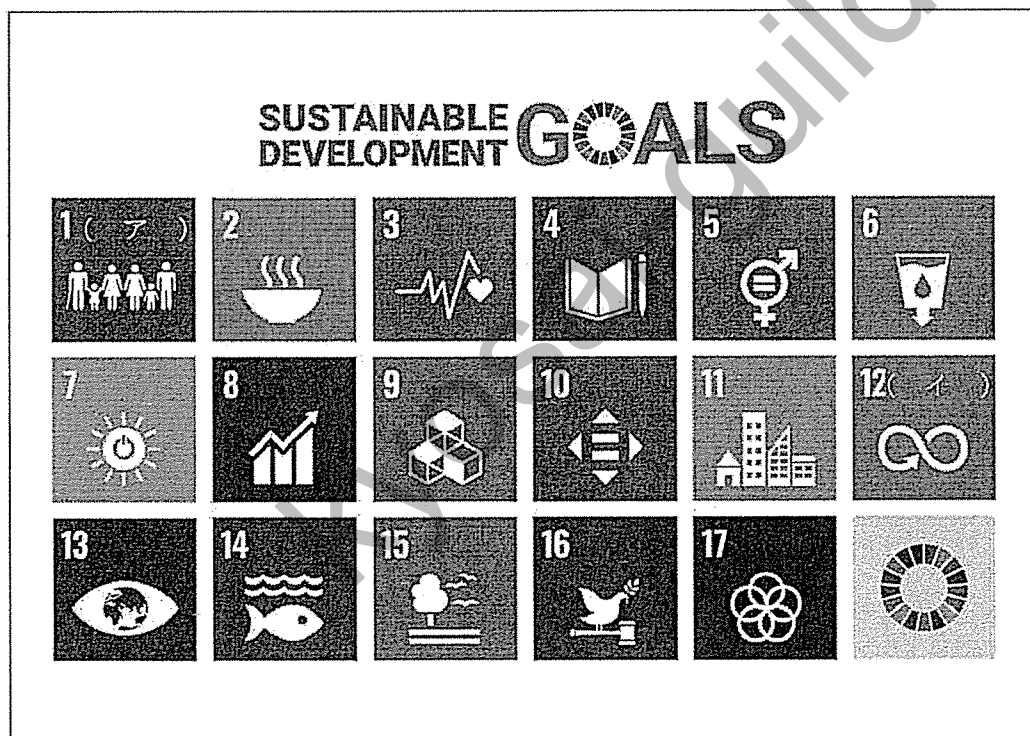 SUSTAINABLE
DEVELOPMENT GOALS
1 ( ア ) 2 3 4 5 6
7 8 9 10 11 12( イ )
13 14 15 16 17